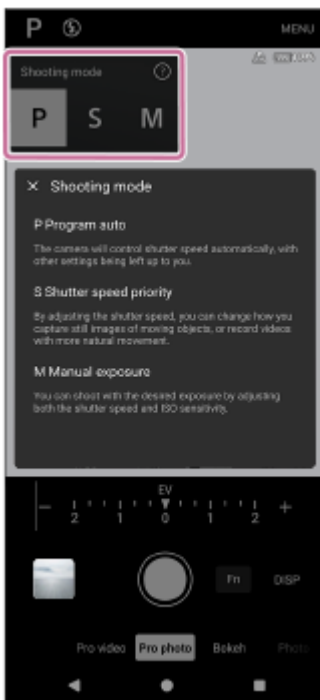 P MENU
Shooting mode ?
P S M
× Shooting mode
P Program auto
The camera will control shutter speed automatically, with
other settings being left up to you.
S Shutter speed priority
By adjusting the shutter speed, you can change how you
capture still images of moving objects, or record videos
with more natural movement.
M Manual exposure
You can shoot with the desired exposure by adjusting
both the shutter speed and ISO sensitivity.
EV
− 2 1 0 1 2 +
Fn DISP
Pro video Pro photo Bokeh Photo